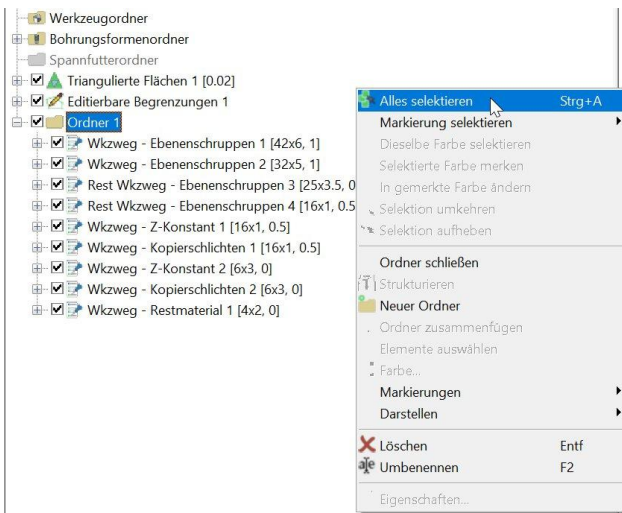 Werkzeugordner
Bohrungsformenordner
Spannfutterordner
Triangulierte Flächen 1 [0.02]
Editierbare Begrenzungen 1
Ordner 1
Wkzweg - Ebenenschruppen 1 [42x6, 1]
Wkzweg - Ebenenschruppen 2 [32x5, 1]
Rest Wkzweg - Ebenenschruppen 3 [25x3.5, 0
Rest Wkzweg - Ebenenschruppen 4 [16x1, 0.5
Wkzweg - Z-Konstant 1 [16x1, 0.5]
Wkzweg - Kopierschlichten 1 [16x1, 0.5]
Wkzweg - Z-Konstant 2 [6x3, 0]
Wkzweg - Kopierschlichten 2 [6x3, 0]
Wkzweg - Restmaterial 1 [4x2, 0]
Alles selektieren Strg+A
Markierung selektieren
Dieselbe Farbe selektieren
Selektierte Farbe merken
In gemerkte Farbe ändern
Selektion umkehren
Selektion aufheben
Ordner schließen
Strukturieren
Neuer Ordner
Ordner zusammenfügen
Elemente auswählen
Farbe...
Markierungen
Darstellen
Löschen Entf
Umbenennen F2
Eigenschaften...